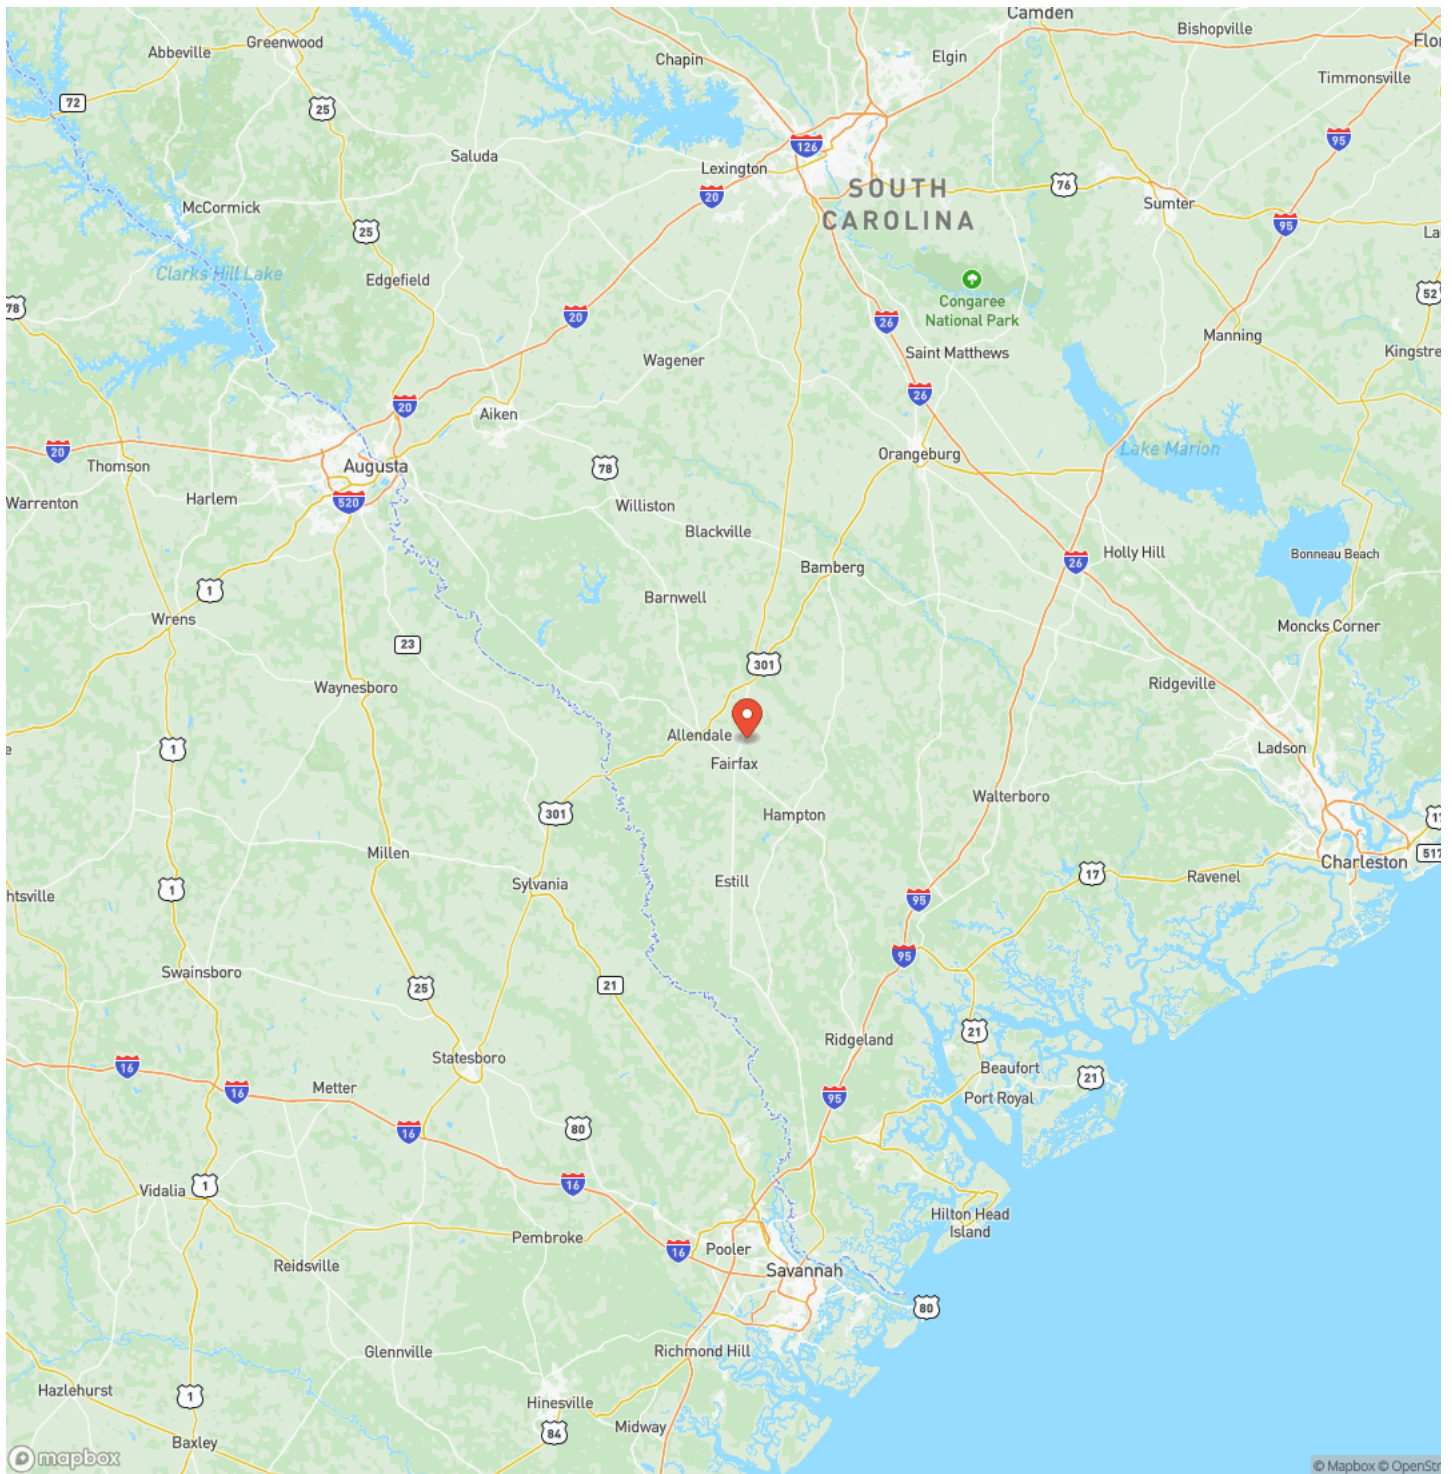 Camden
Bishopville
Greenwood
Abbeville
Chapin
Elgin
Flor
Timmonsville
72
25
126
95
Saluda
Lexington
20
SOUTH
CAROLINA
76
Sumter
McCormick
25
95
La
Clarks Hill Lake
Edgefield
Congaree
National Park
78
52
20
26
Manning
Saint Matthews
Kingstre
Wagener
26
20
Aiken
Lake Marion
20
Thomson
Augusta
Orangeburg
78
Warrenton
Harlem
520
Williston
Blackville
Holly Hill
Bonneau Beach
26
Bamberg
1
Barnwell
Wrens
Moncks Corner
23
301
Waynesboro
Ridgeville
Allendale
1
Ladson
Fairfax
Walterboro
301
Hampton
17
Millen
517
Charleston
Sylvania
Estill
17
Ravenel
1
htsville
95
95
Swainsboro
25
21
21
Ridgeland
Statesboro
16
Beaufort
21
16
Metter
95
Port Royal
16
80
1
16
Vidalia
Hilton Head
Island
Pembroke
16
Pooler
Reidsville
Savannah
80
Glennville
Richmond Hill
Hazlehurst
1
Hinesville
84
Midway
Baxley
mapbox
© Mapbox © OpenStr